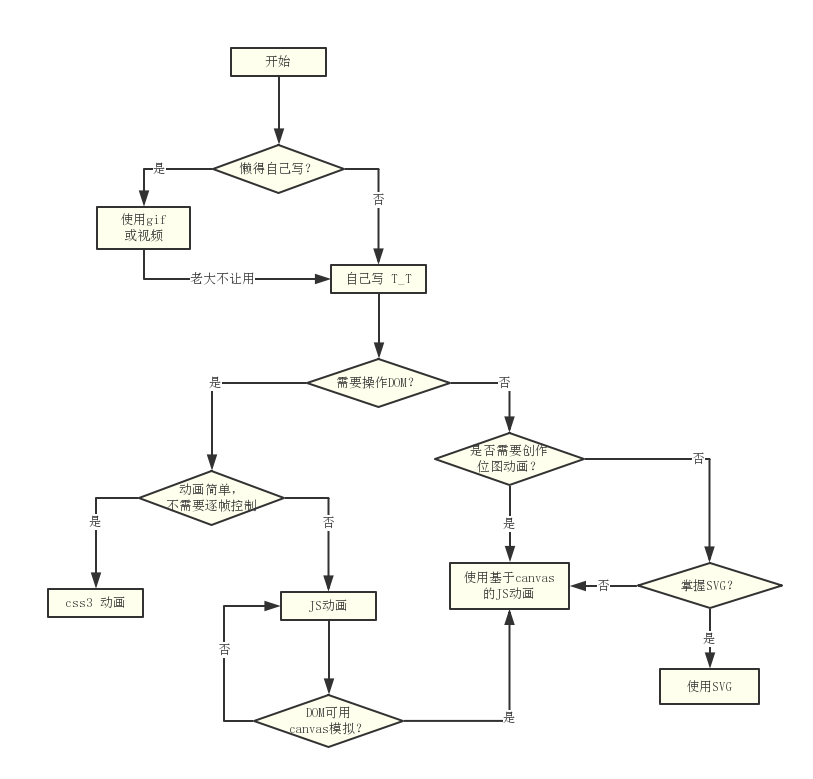 开始
懒得自己写？
是
否
使用gif
或视频
老大不让用
自己写 T_T
需要操作DOM？
是
否
是否需要创作
位图动画？
否
动画简单，
不需要逐帧控制
是
否
是
使用基于canvas
的JS动画
否
掌握SVG？
css3 动画
JS动画
否
是
使用SVG
DOM可用
canvas模拟？
是